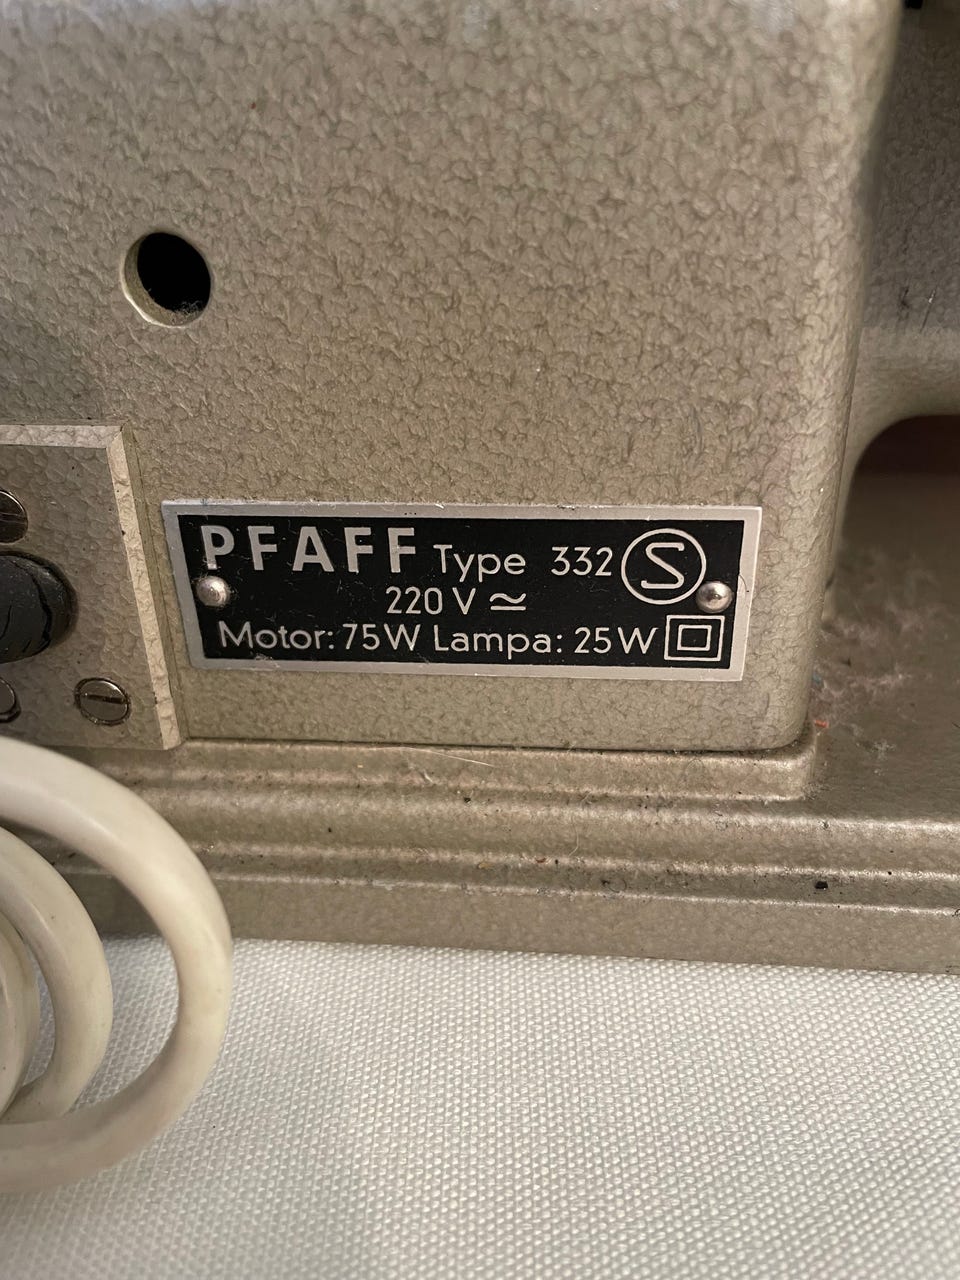 PFAFF Type 332 S
220 V ≂
Motor: 75W Lampa: 25W